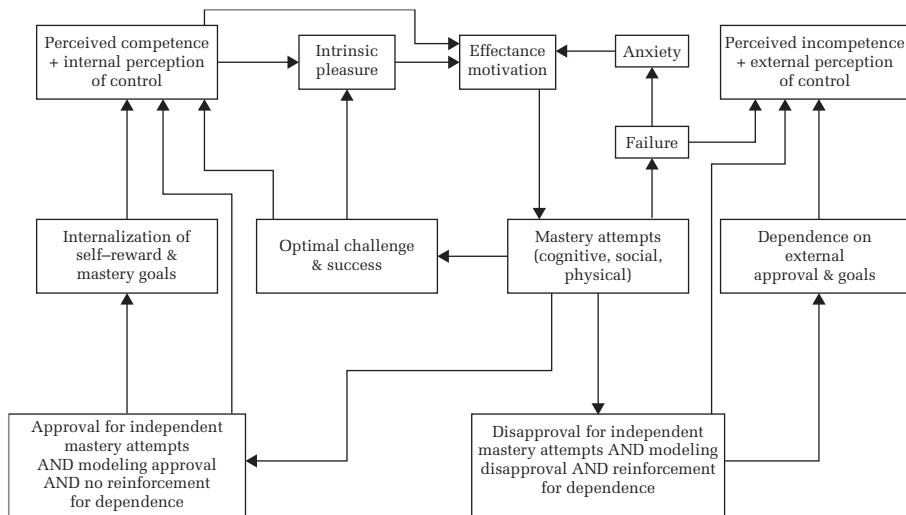 Perceived competence
+ internal perception
of control
Intrinsic
pleasure
Effectance
motivation
Anxiety
Perceived incompetence
+ external perception
of control
Failure
Internalization of
self–reward &
mastery goals
Optimal challenge
& success
Mastery attempts
(cognitive, social,
physical)
Dependence on
external
approval & goals
Approval for independent
mastery attempts
AND modeling approval
AND no reinforcement
for dependence
Disapproval for independent
mastery attempts AND modeling
disapproval AND reinforcement
for dependence